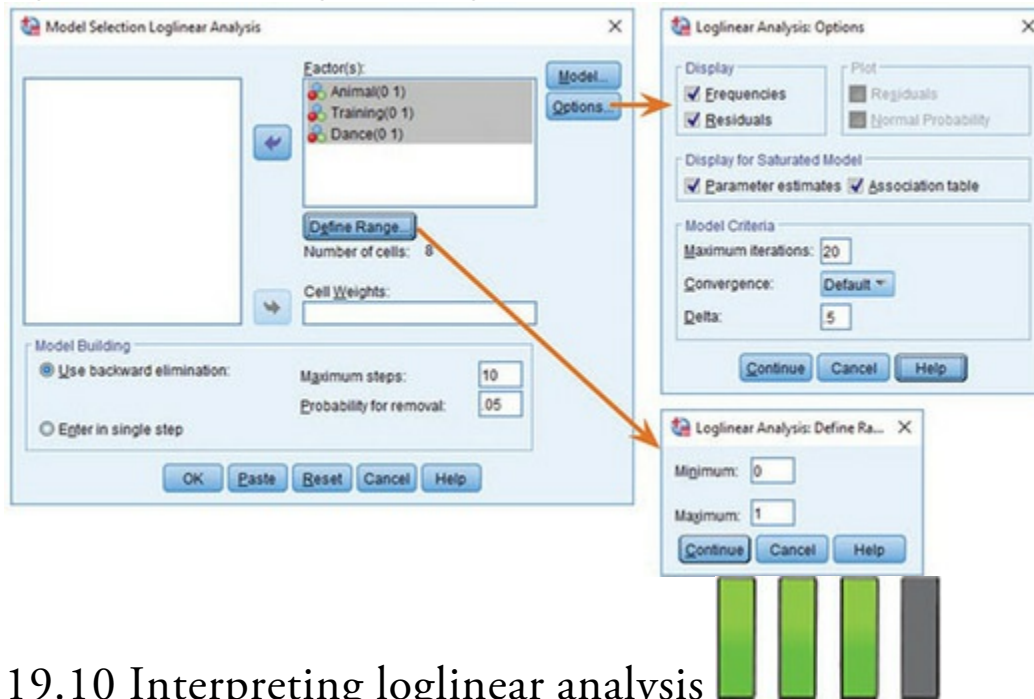 Model Selection Loglinear Analysis
Factor(s):
Animal(0 1)
Training(0 1)
Dance(0 1)
Model...
Options...
Define Range...
Number of cells: 8
Cell Weights:
Model Building
Use backward elimination:
Maximum steps: 10
Probability for removal: .05
Enter in single step
OK Paste Reset Cancel Help
Loglinear Analysis: Options
Display
Frequencies
Residuals
Plot
Residuals
Normal Probability
Display for Saturated Model
Parameter estimates Association table
Model Criteria
Maximum iterations: 20
Convergence: Default
Delta: .5
Continue Cancel Help
Loglinear Analysis: Define Ra...
Minimum: 0
Maximum: 1
Continue Cancel Help
19.10 Interpreting loglinear analysis